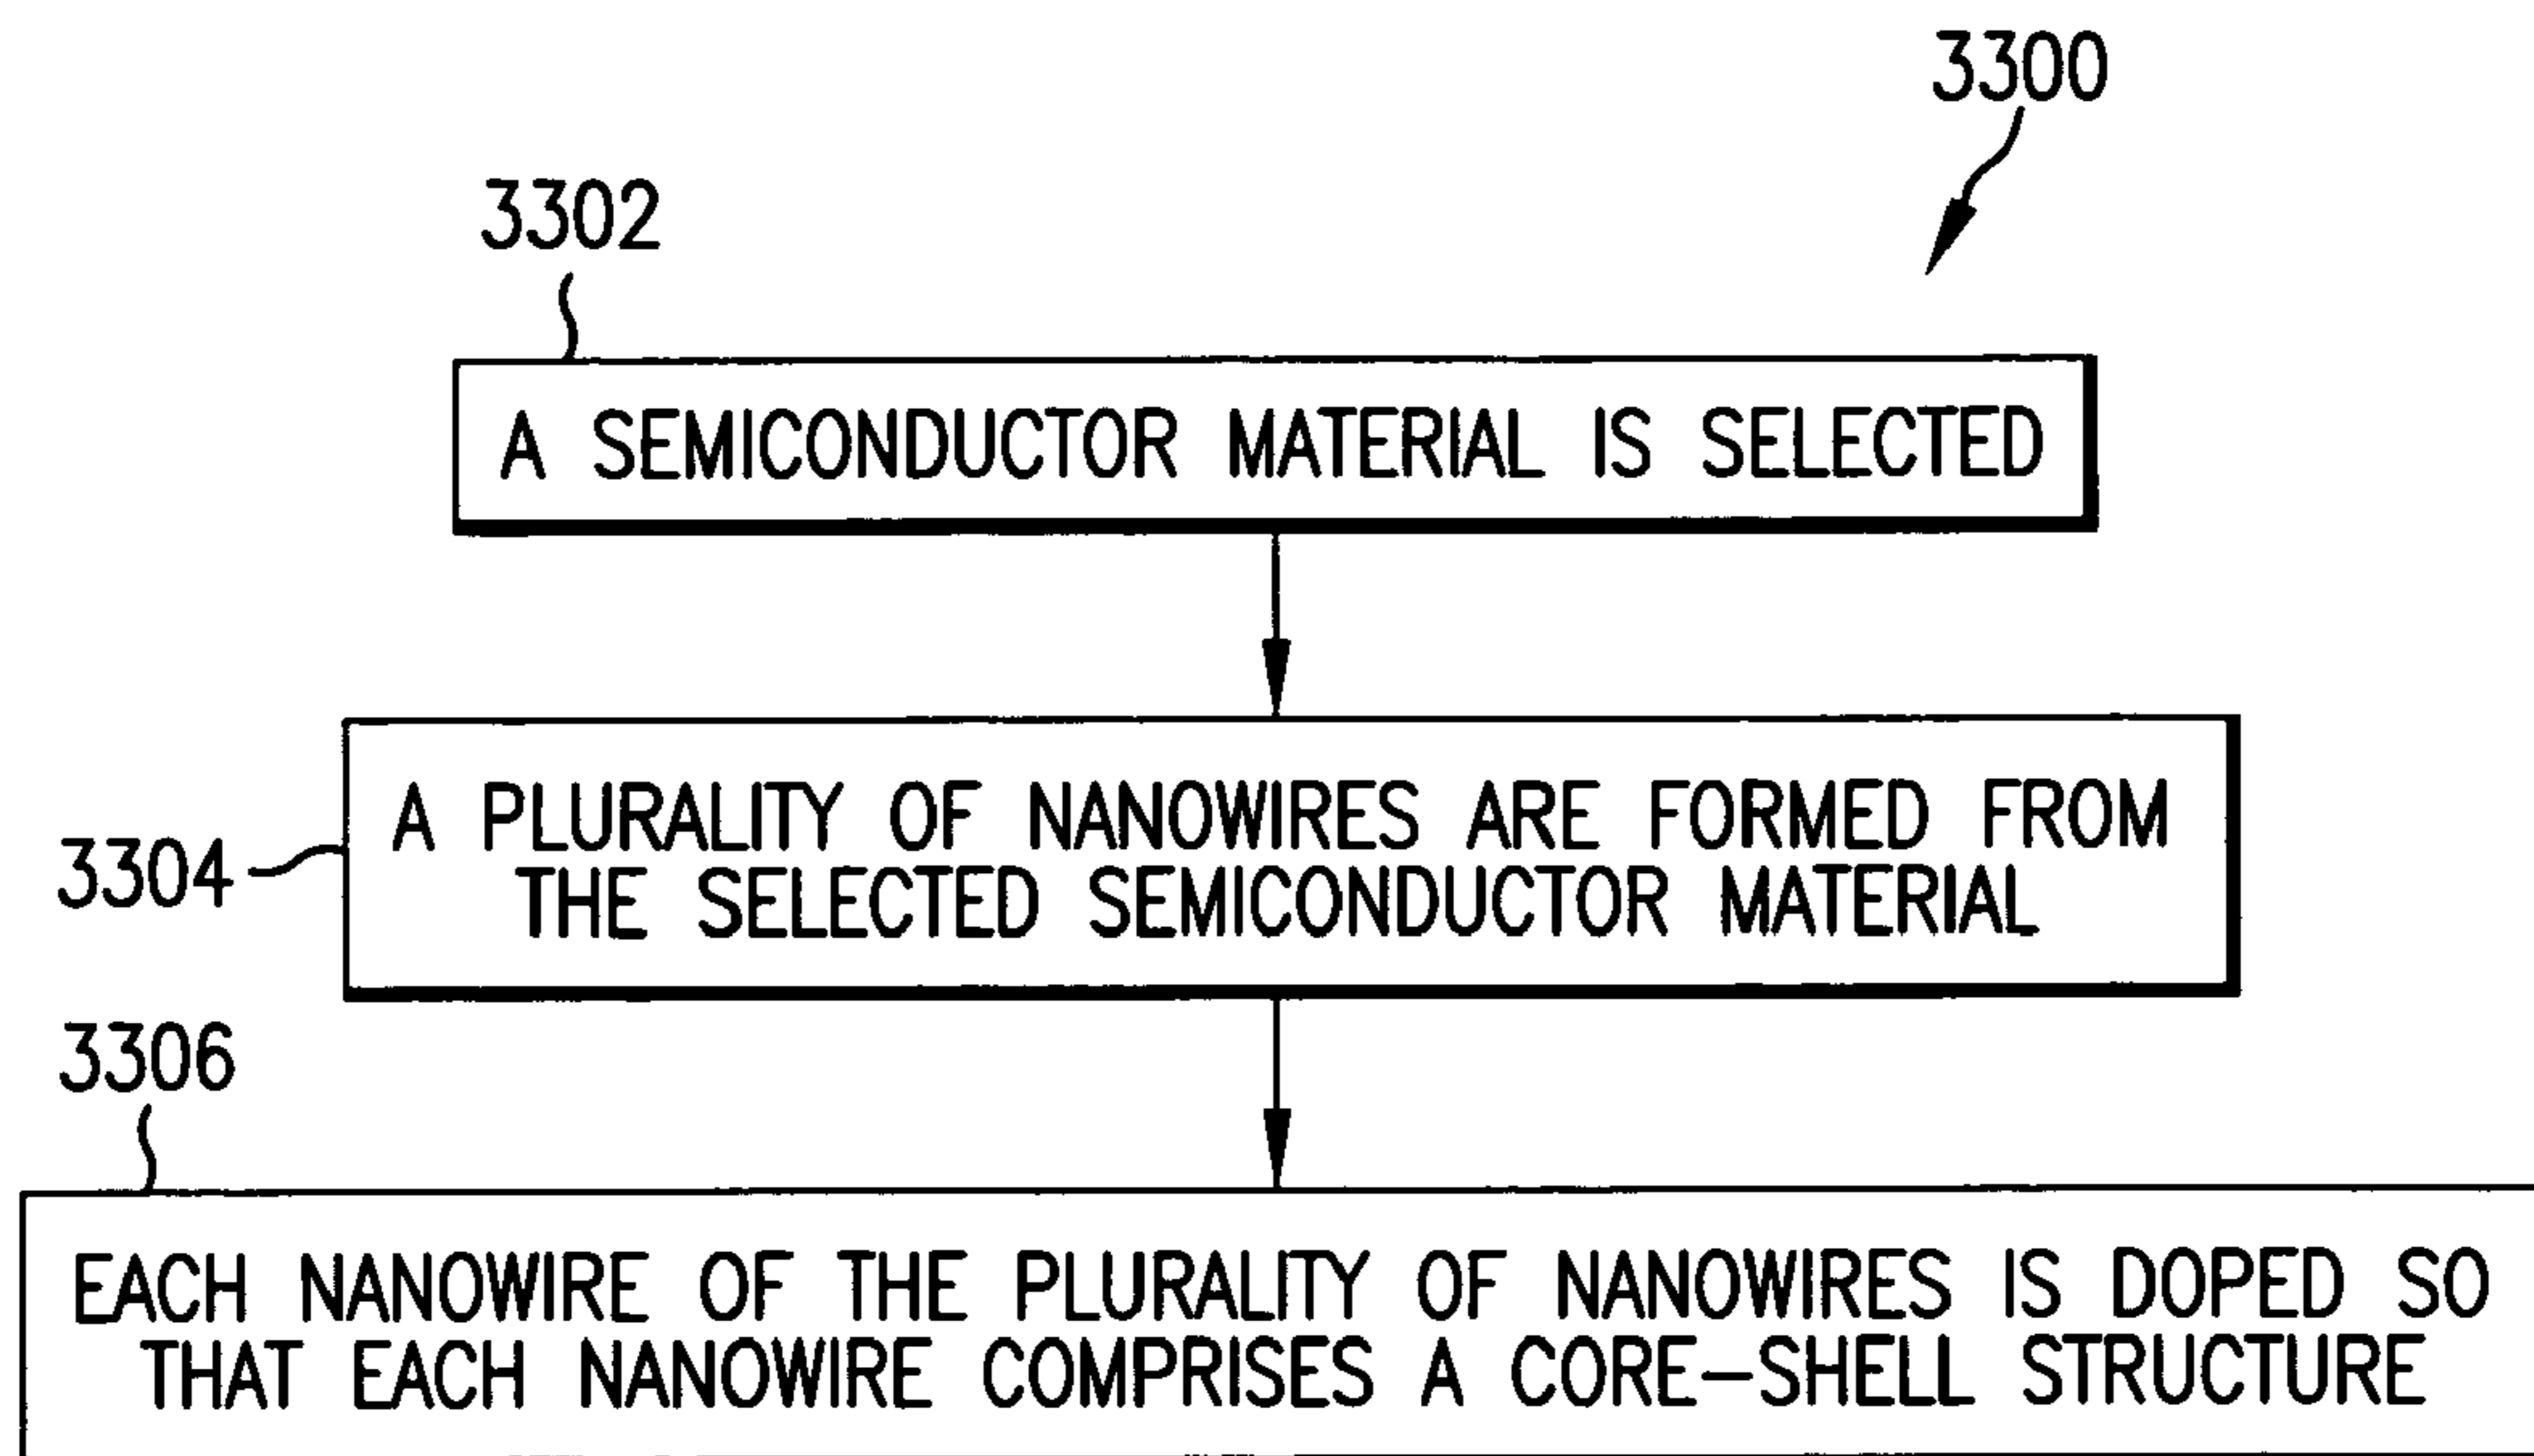 3300
3302
A SEMICONDUCTOR MATERIAL IS SELECTED
3304
A PLURALITY OF NANOWIRES ARE FORMED FROM
THE SELECTED SEMICONDUCTOR MATERIAL
3306
EACH NANOWIRE OF THE PLURALITY OF NANOWIRES IS DOPED SO
THAT EACH NANOWIRE COMPRISES A CORE-SHELL STRUCTURE